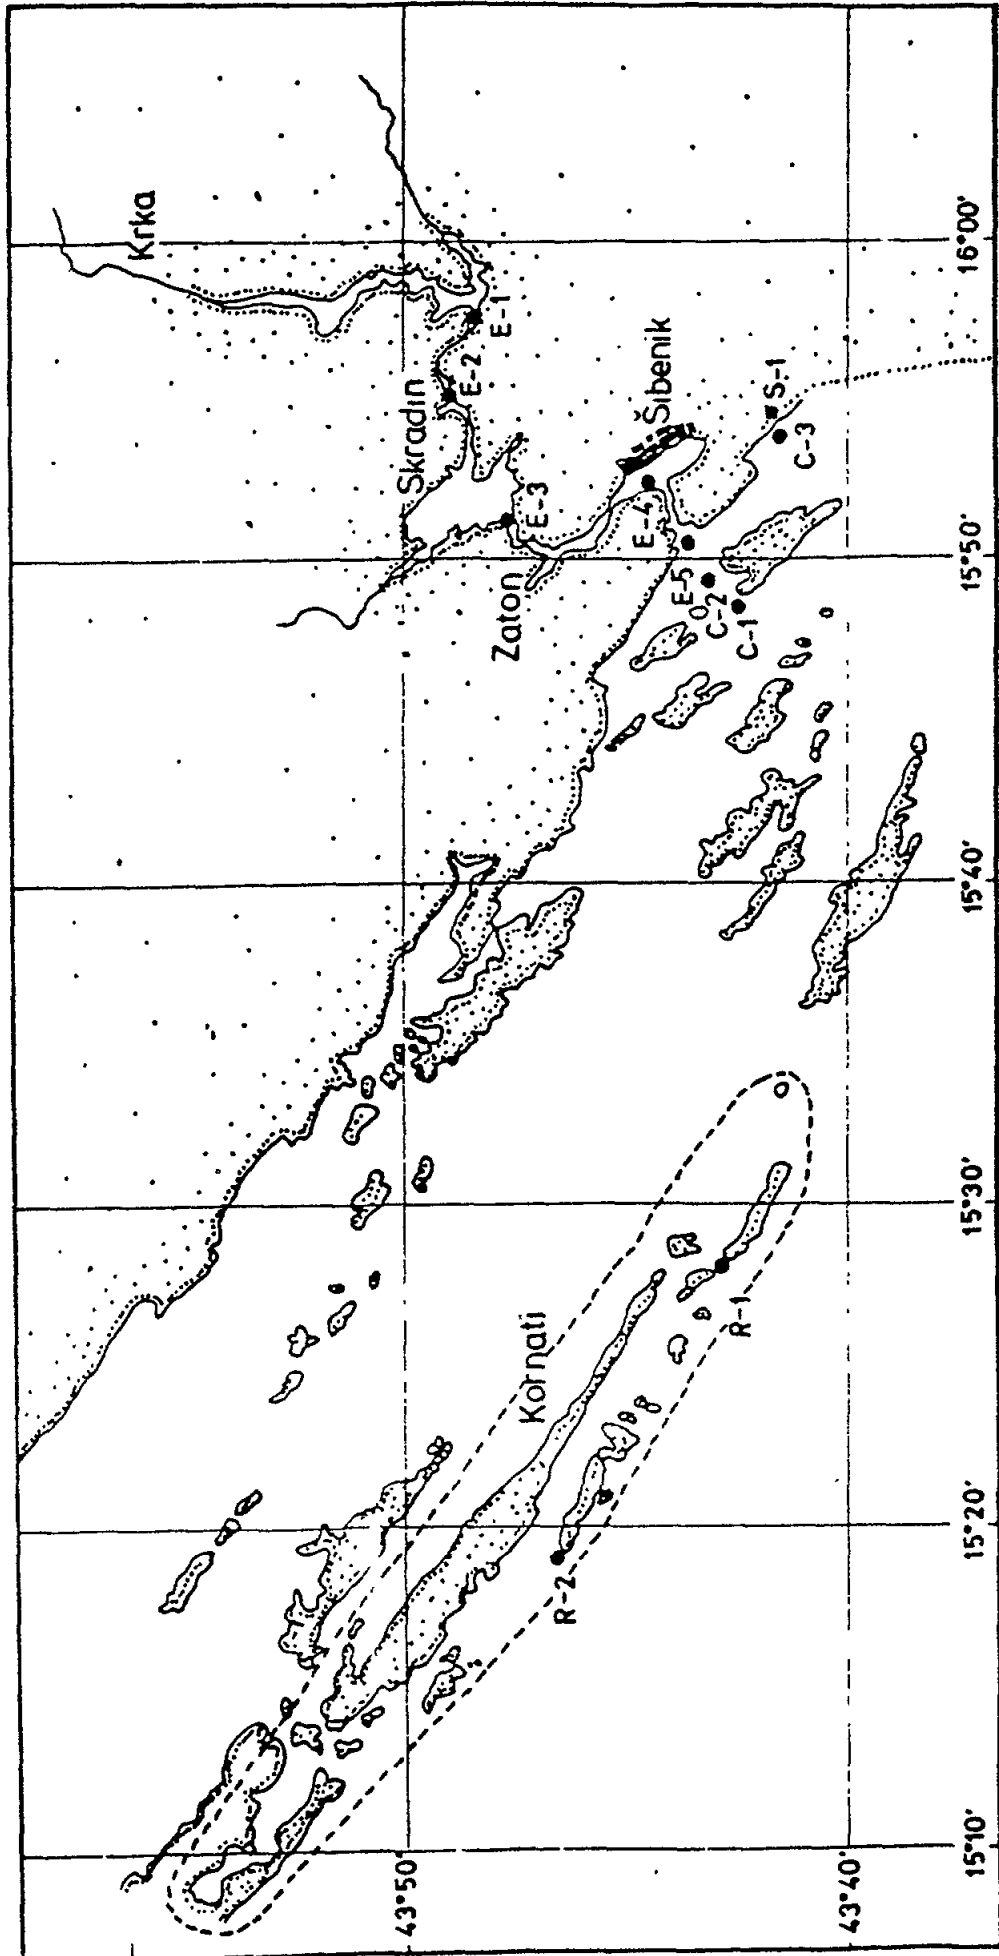 Krka
Skradin
E-1
E-2
E-3
Zaton
Šibenik
E-4
E-5
C-2
C-1
S-1
C-3
Kornati
R-1
R-2
43°50'
43°40'
15°10'
15°20'
15°30'
15°40'
15°50'
16°00'